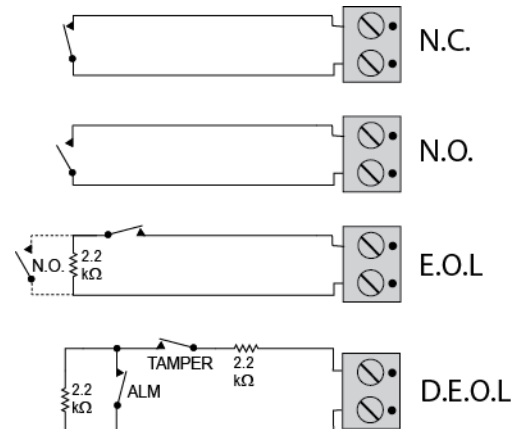 N.C.
N.O.
N.O.
2.2
kΩ
E.O.L
TAMPER
2.2
kΩ
2.2
kΩ
ALM
D.E.O.L